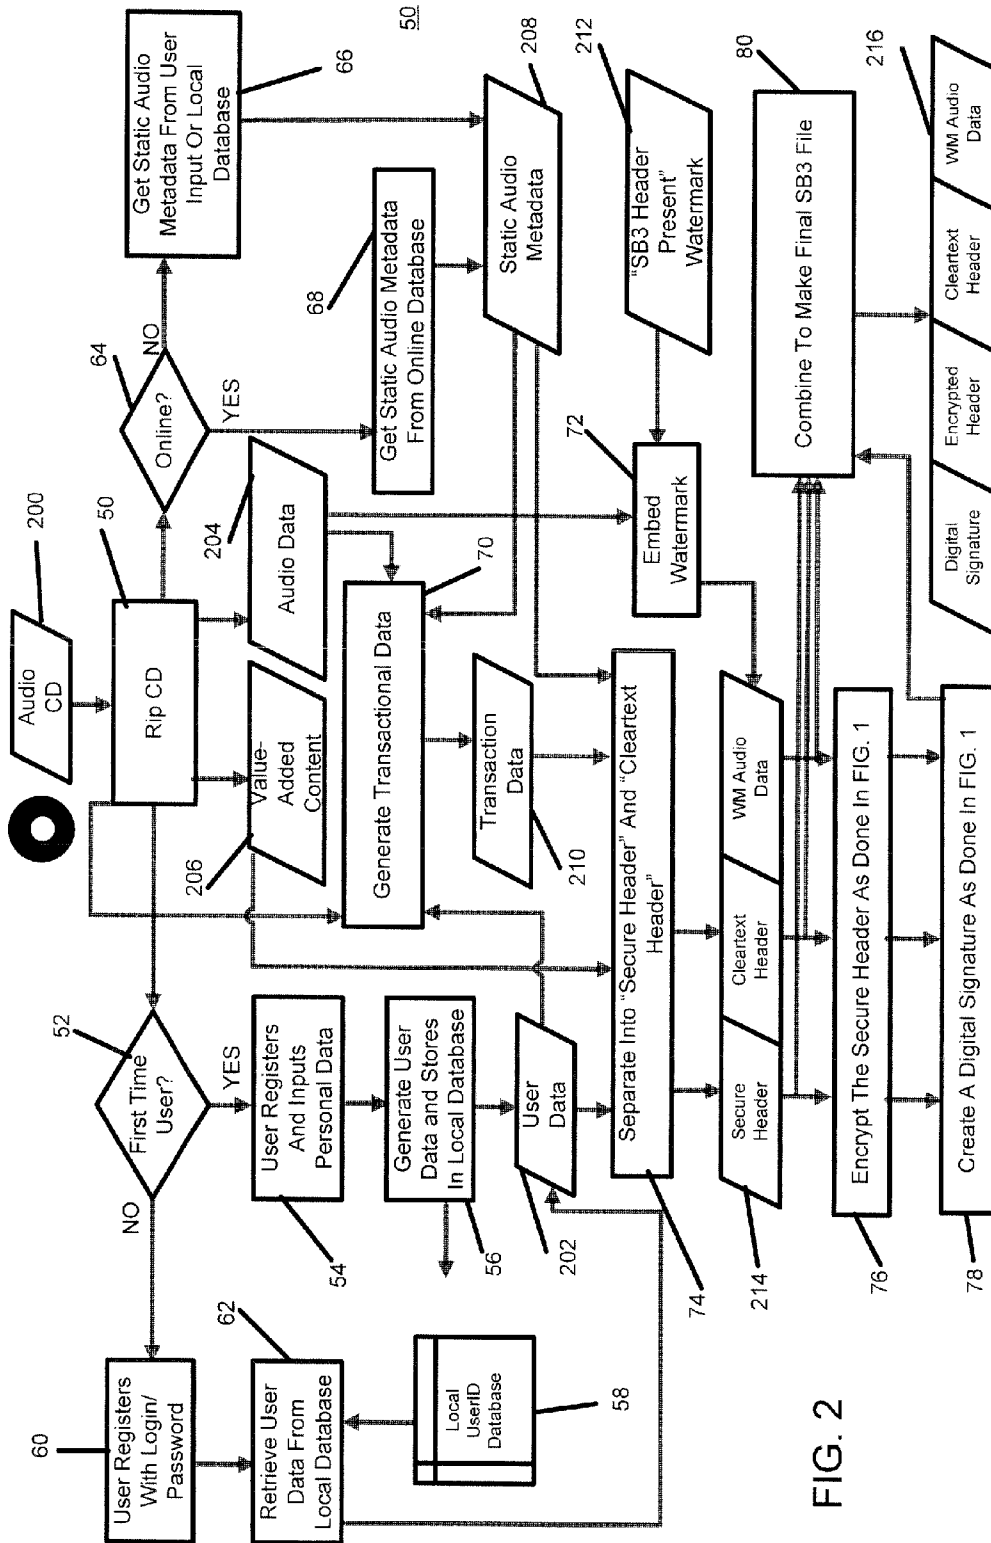 200
Audio
CD
50
Rip CD
52
First Time
User?
NO
YES
64
Online?
NO
YES
66
Get Static Audio
Metadata From User
Input Or Local
Database
50
60
User Registers
With Login/
Password
62
Retrieve User
Data From
Local Database
Local
UserID
Database
58
54
User Registers
And Inputs
Personal Data
56
Generate User
Data and Stores
In Local Database
202
User
Data
206
Value-
Added
Content
204
Audio Data
68
Get Static Audio Metadata
From Online Database
208
Static Audio
Metadata
70
Generate Transactional Data
210
Transaction
Data
212
"SB3 Header
Present"
Watermark
72
Embed
Watermark
74
Separate Into "Secure Header" And "Cleartext
Header"
214
Secure
Header
Cleartext
Header
WM Audio
Data
76
Encrypt The Secure Header As Done In FIG. 1
78
Create A Digital Signature As Done In FIG. 1
80
Combine To Make Final SB3 File
216
Digital
Signature
Encrypted
Header
Cleartext
Header
WM Audio
Data
FIG. 2